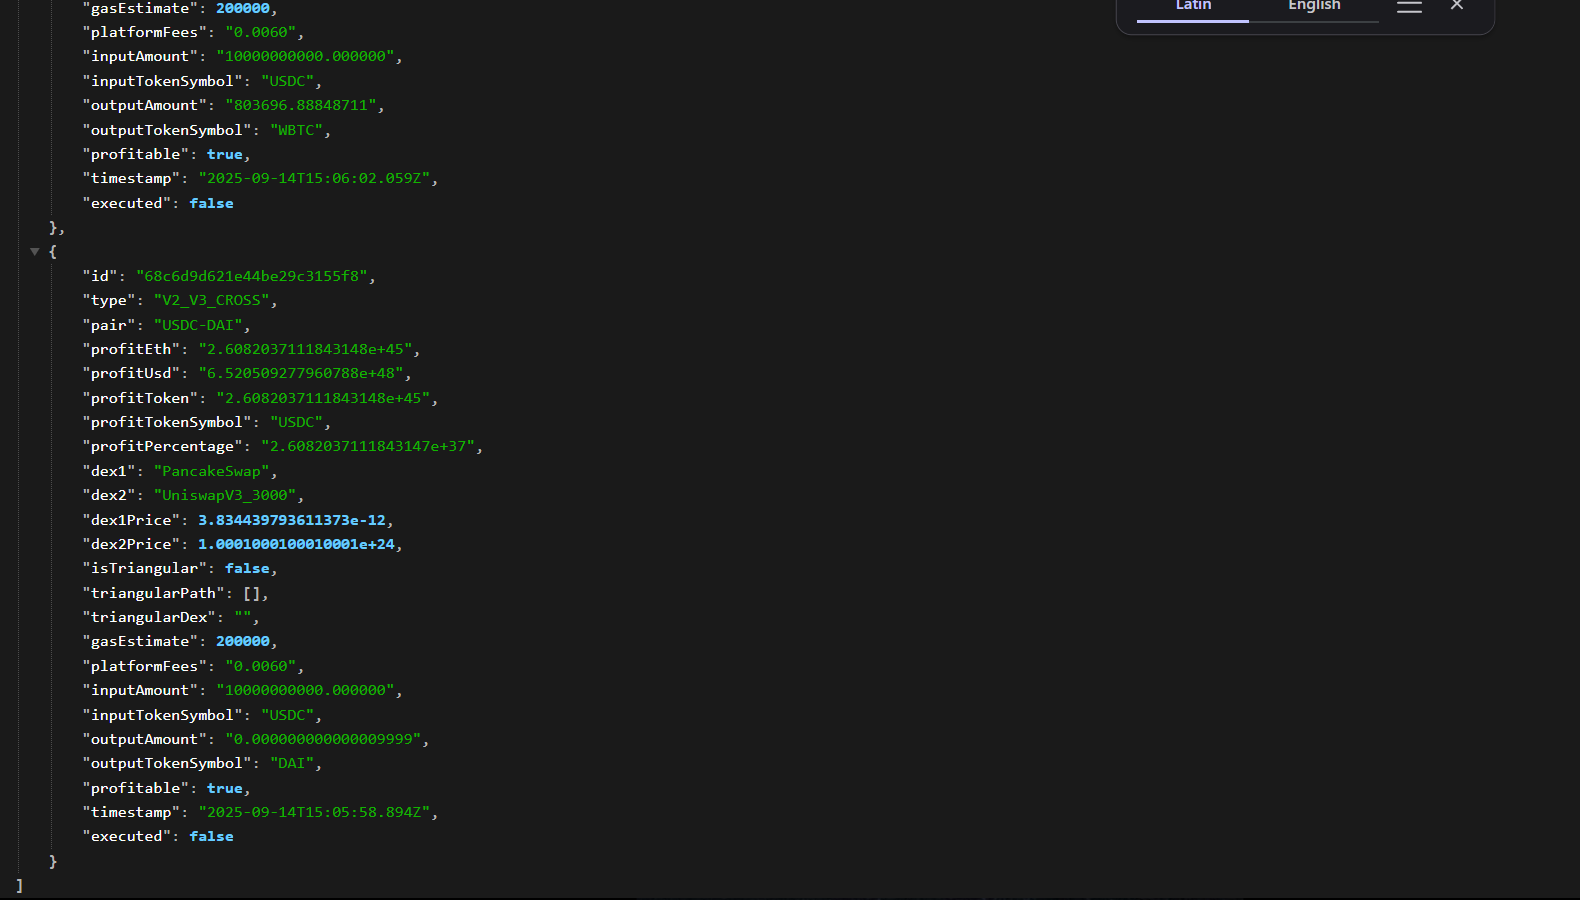 Latin English
"gasEstimate": 200000,
"platformFees": "0.0060",
"inputAmount": "10000000000.000000",
"inputTokenSymbol": "USDC",
"outputAmount": "803696.88848711",
"outputTokenSymbol": "WBTC",
"profitable": true,
"timestamp": "2025-09-14T15:06:02.059Z",
"executed": false
},
{
"id": "68c6d9d621e44be29c3155f8",
"type": "V2_V3_CROSS",
"pair": "USDC-DAI",
"profitEth": "2.6082037111843148e+45",
"profitUsd": "6.520509277960788e+48",
"profitToken": "2.6082037111843148e+45",
"profitTokenSymbol": "USDC",
"profitPercentage": "2.6082037111843147e+37",
"dex1": "PancakeSwap",
"dex2": "UniswapV3_3000",
"dex1Price": 3.834439793611373e-12,
"dex2Price": 1.0001000100010001e+24,
"isTriangular": false,
"triangularPath": [],
"triangularDex": "",
"gasEstimate": 200000,
"platformFees": "0.0060",
"inputAmount": "10000000000.000000",
"inputTokenSymbol": "USDC",
"outputAmount": "0.000000000000009999",
"outputTokenSymbol": "DAI",
"profitable": true,
"timestamp": "2025-09-14T15:05:58.894Z",
"executed": false
}
]